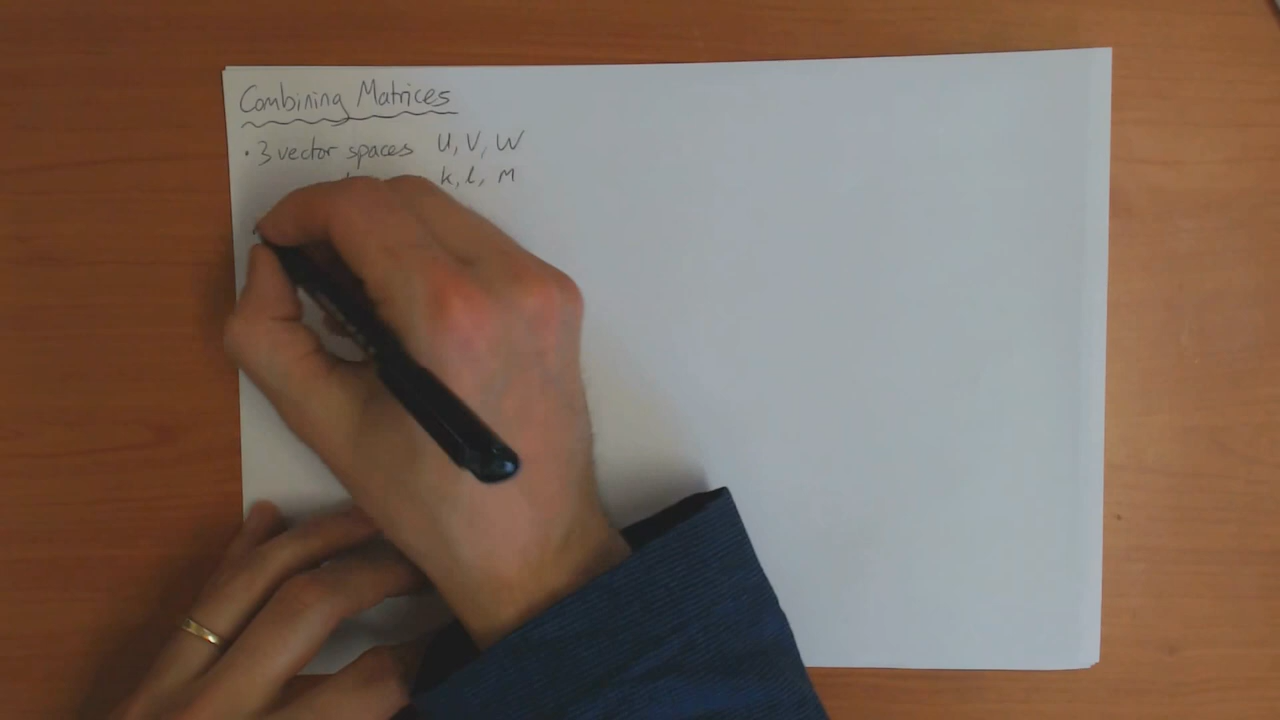 Combining Matrices
• 3 vector spaces U, V, W
k, l, m